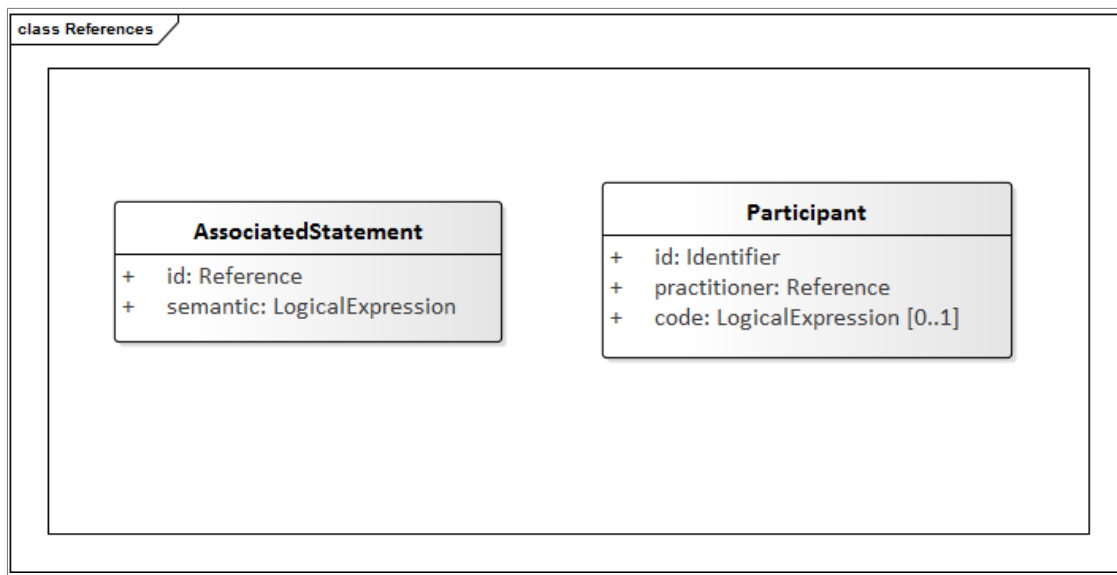 class References
AssociatedStatement
+ id: Reference
+ semantic: LogicalExpression
Participant
+ id: Identifier
+ practitioner: Reference
+ code: LogicalExpression [0..1]